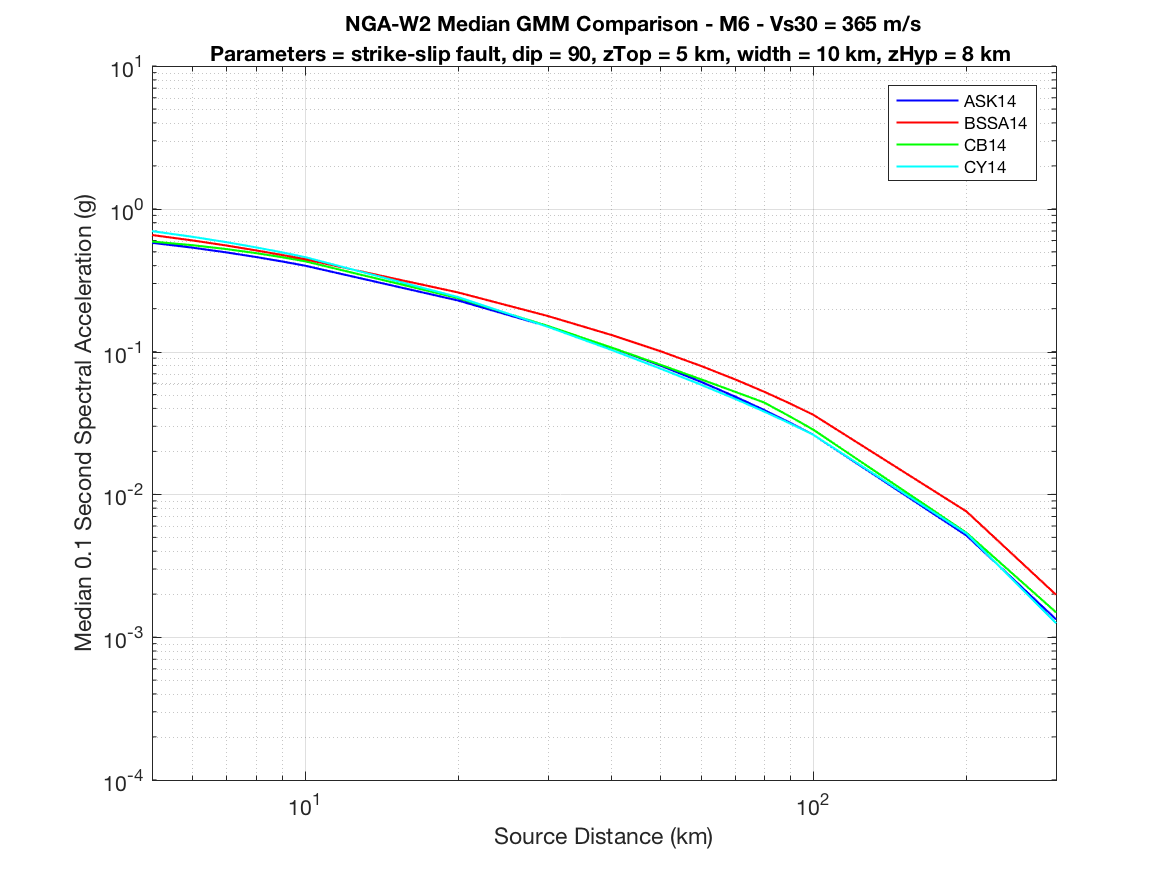 NGA-W2 Median GMM Comparison - M6 - Vs30 = 365 m/s
Parameters = strike-slip fault, dip = 90, zTop = 5 km, width = 10 km, zHyp = 8 km
ASK14
BSSA14
CB14
CY14
Median 0.1 Second Spectral Acceleration (g)
10^1
10^0
10^-1
10^-2
10^-3
10^-4
10^1
10^2
Source Distance (km)